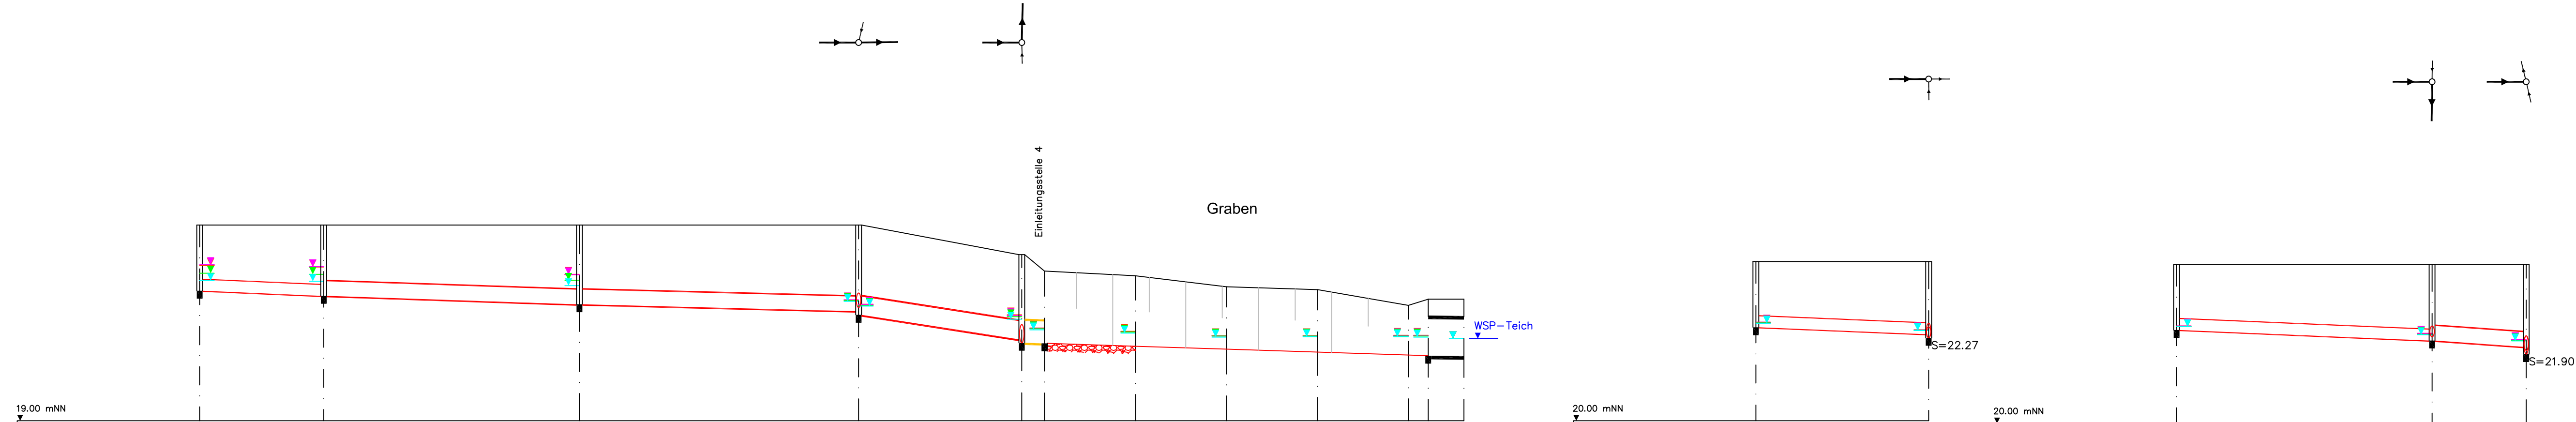 Einleitungsstelle 4
Graben
WSP-Teich
19.00 mNN
S=22.27
20.00 mNN
S=21.90
20.00 mNN